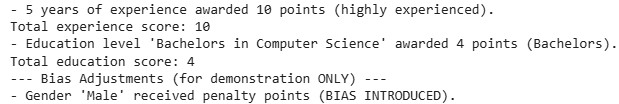 - 5 years of experience awarded 10 points (highly experienced).
Total experience score: 10
- Education level 'Bachelors in Computer Science' awarded 4 points (Bachelors).
Total education score: 4
--- Bias Adjustments (for demonstration ONLY) ---
- Gender 'Male' received penalty points (BIAS INTRODUCED).